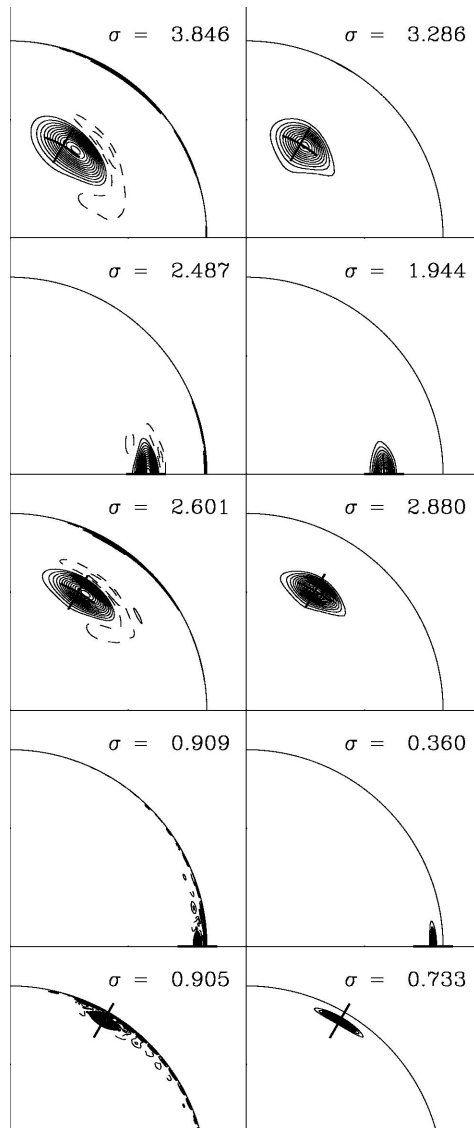 σ = 3.846
σ = 3.286
σ = 2.487
σ = 1.944
σ = 2.601
σ = 2.880
σ = 0.909
σ = 0.360
σ = 0.905
σ = 0.733